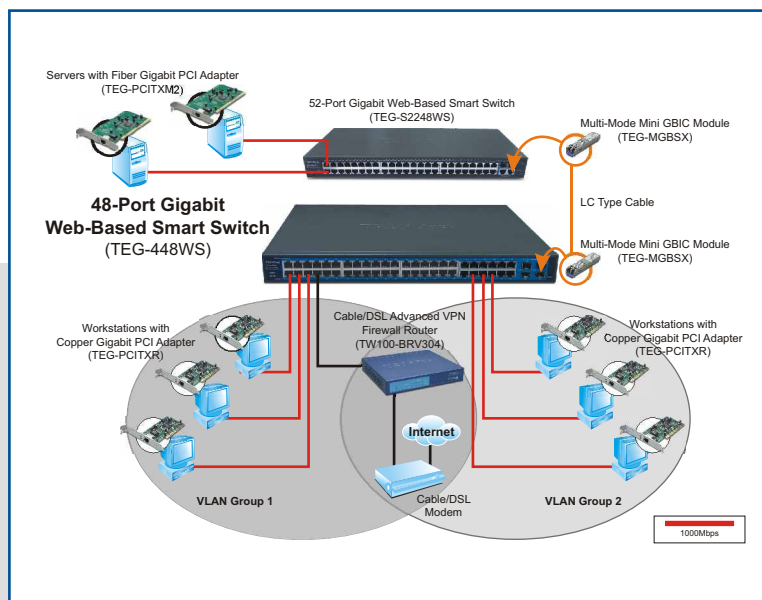 Servers with Fiber Gigabit PCI Adapter
(TEG-PCITXM2)
52-Port Gigabit Web-Based Smart Switch
(TEG-S2248WS)
Multi-Mode Mini GBIC Module
(TEG-MGBSX)
LC Type Cable
48-Port Gigabit
Web-Based Smart Switch
(TEG-448WS)
Multi-Mode Mini GBIC Module
(TEG-MGBSX)
Workstations with
Copper Gigabit PCI Adapter
(TEG-PCITXR)
Cable/DSL Advanced VPN
Firewall Router
(TW100-BRV304)
Workstations with
Copper Gigabit PCI Adapter
(TEG-PCITXR)
Internet
VLAN Group 1
Cable/DSL
Modem
VLAN Group 2
1000Mbps